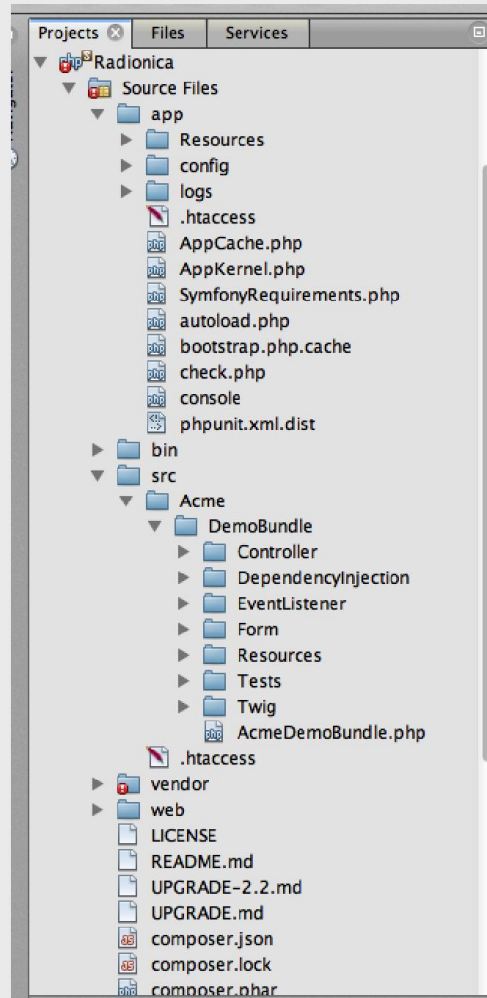 Projects Files Services
Radionica
Source Files
app
Resources
config
logs
.htaccess
AppCache.php
AppKernel.php
SymfonyRequirements.php
autoload.php
bootstrap.php.cache
check.php
console
phpunit.xml.dist
bin
src
Acme
DemoBundle
Controller
DependencyInjection
EventListener
Form
Resources
Tests
Twig
AcmeDemoBundle.php
.htaccess
vendor
web
LICENSE
README.md
UPGRADE-2.2.md
UPGRADE.md
composer.json
composer.lock
composer.phar